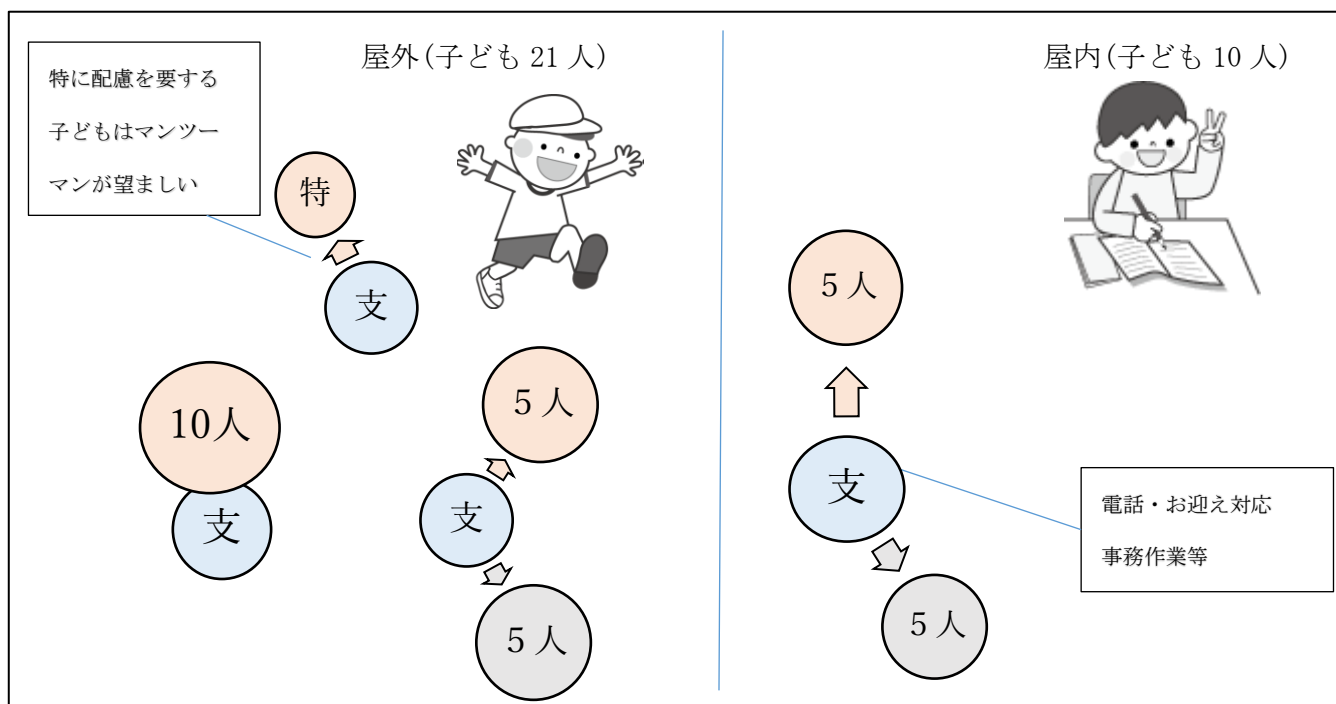 特に配慮を要する
子どもはマンツー
マンが望ましい
屋外(子ども 21 人)
特
支
10人
支
5 人
支
5 人
屋内(子ども 10 人)
5 人
支
5 人
電話・お迎え対応
事務作業等